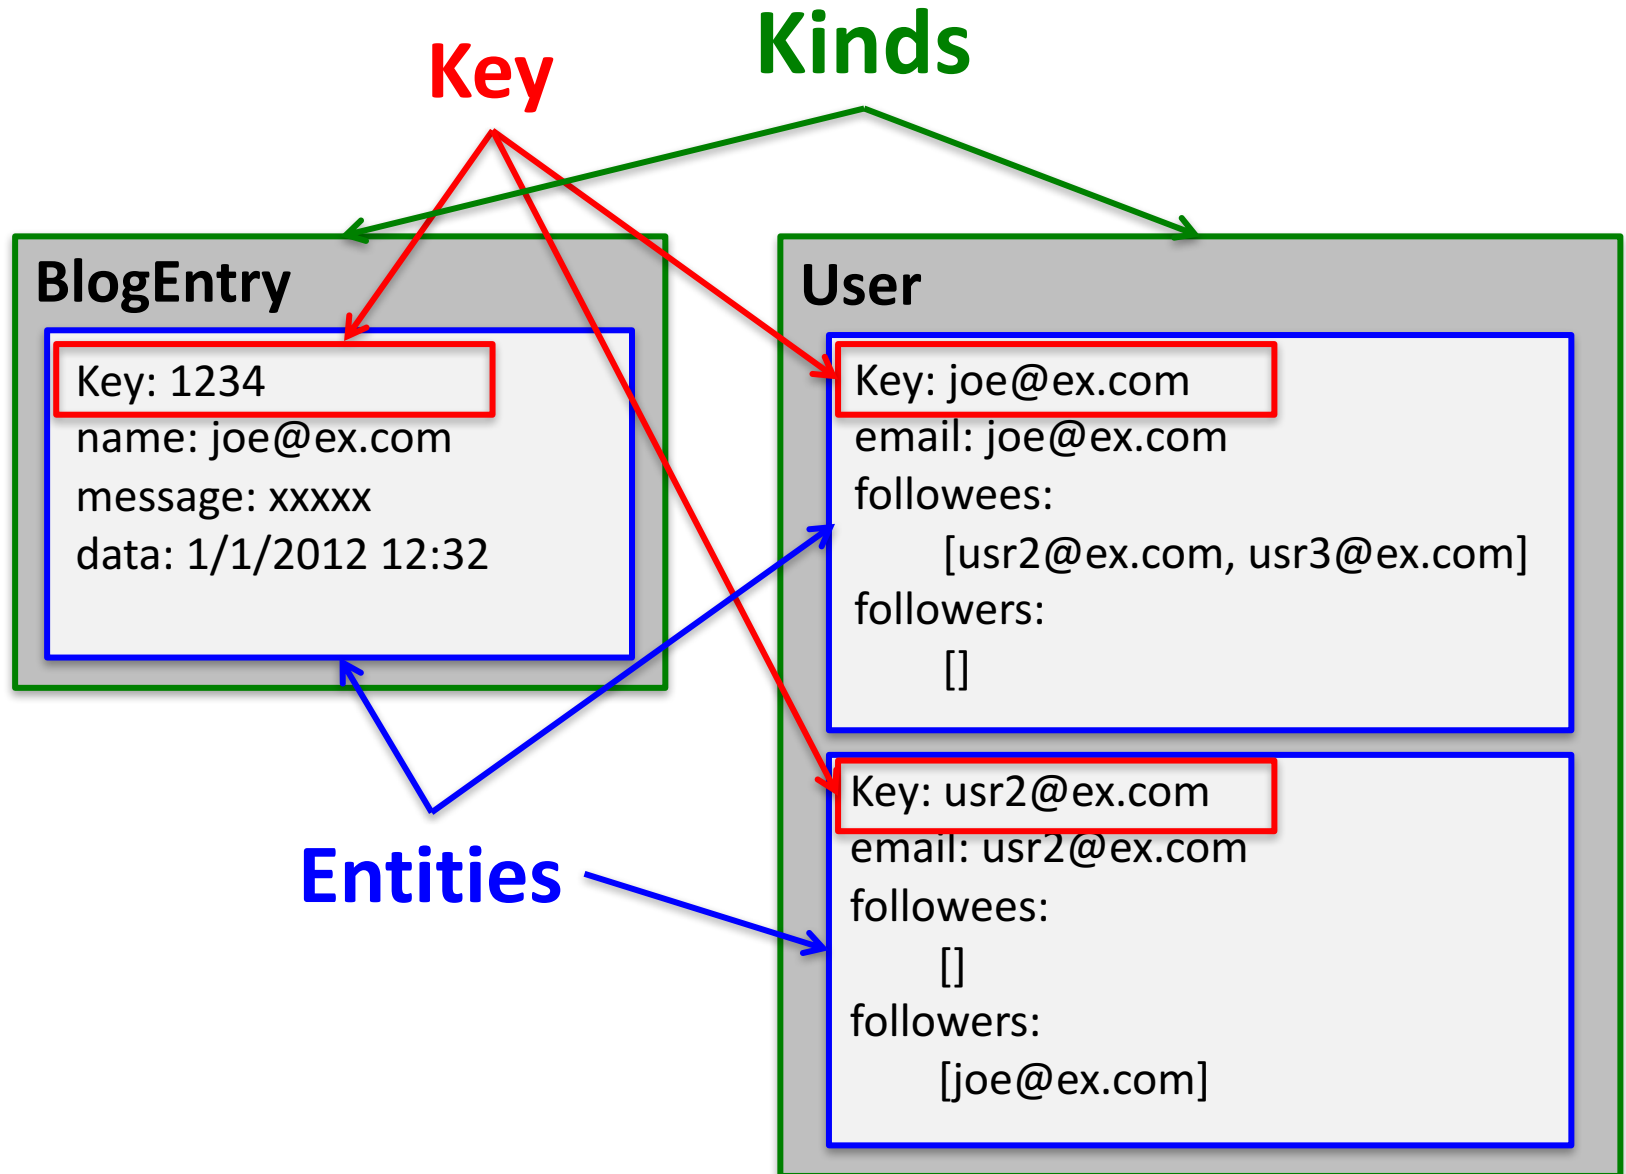 Kinds
Key
BlogEntry
Key: 1234
name: joe@ex.com
message: xxxxx
data: 1/1/2012 12:32
User
Key: joe@ex.com
email: joe@ex.com
followees:
[usr2@ex.com, usr3@ex.com]
followers:
[]
Key: usr2@ex.com
email: usr2@ex.com
followees:
[]
followers:
[joe@ex.com]
Entities